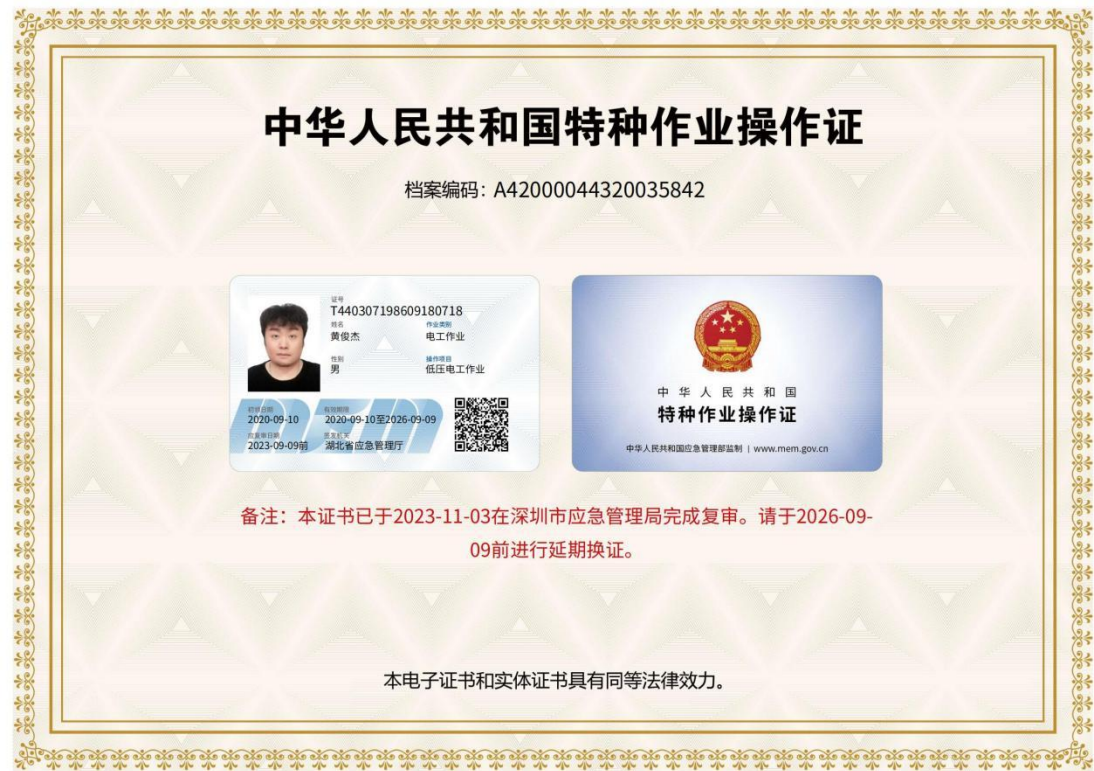 中华人民共和国特种作业操作证
档案编码：A42000044320035842
证号
T440307198609180718
姓名 作业类别
黄俊杰 电工作业
性别 操作项目
男 低压电工作业
初领日期 有效期限
2020-09-10 2020-09-10至2026-09-09
应复审日期 签发机关
2023-09-09前 湖北省应急管理厅
中华人民共和国
特种作业操作证
中华人民共和国应急管理部监制 | www.mem.gov.cn
备注：本证书已于2023-11-03在深圳市应急管理局完成复审。请于2026-09-
09前进行延期换证。
本电子证书和实体证书具有同等法律效力。